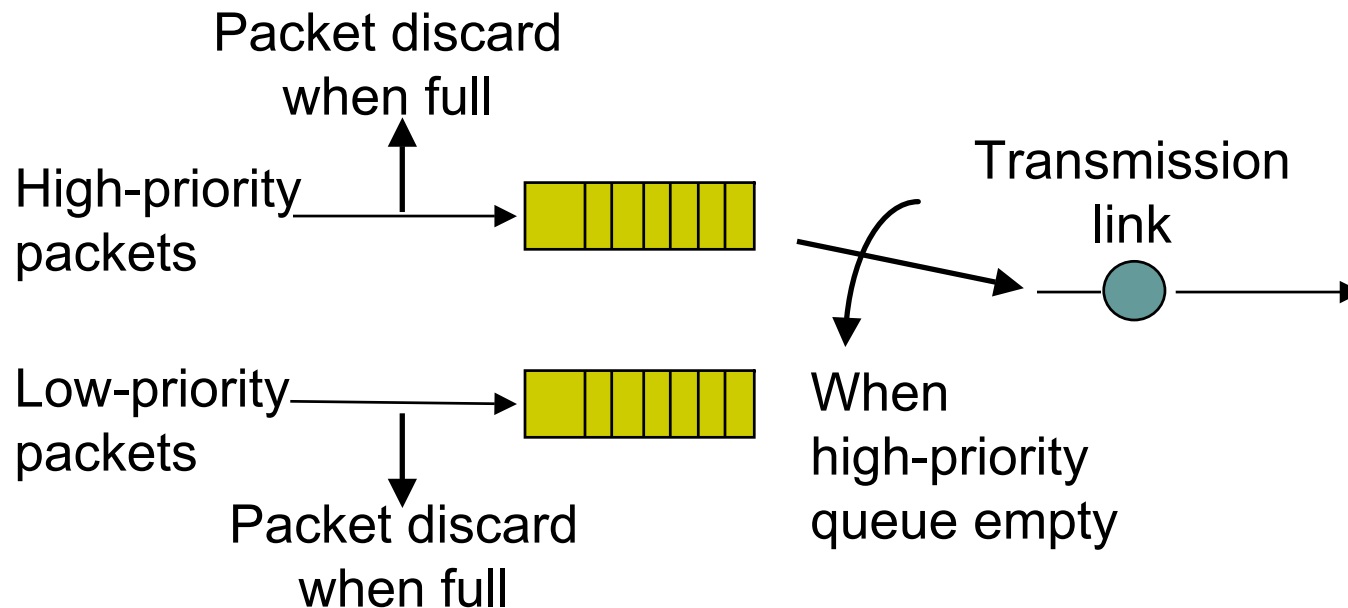 Packet discard
when full
High-priority
packets
Transmission
link
Low-priority
packets
When
high-priority
queue empty
Packet discard
when full